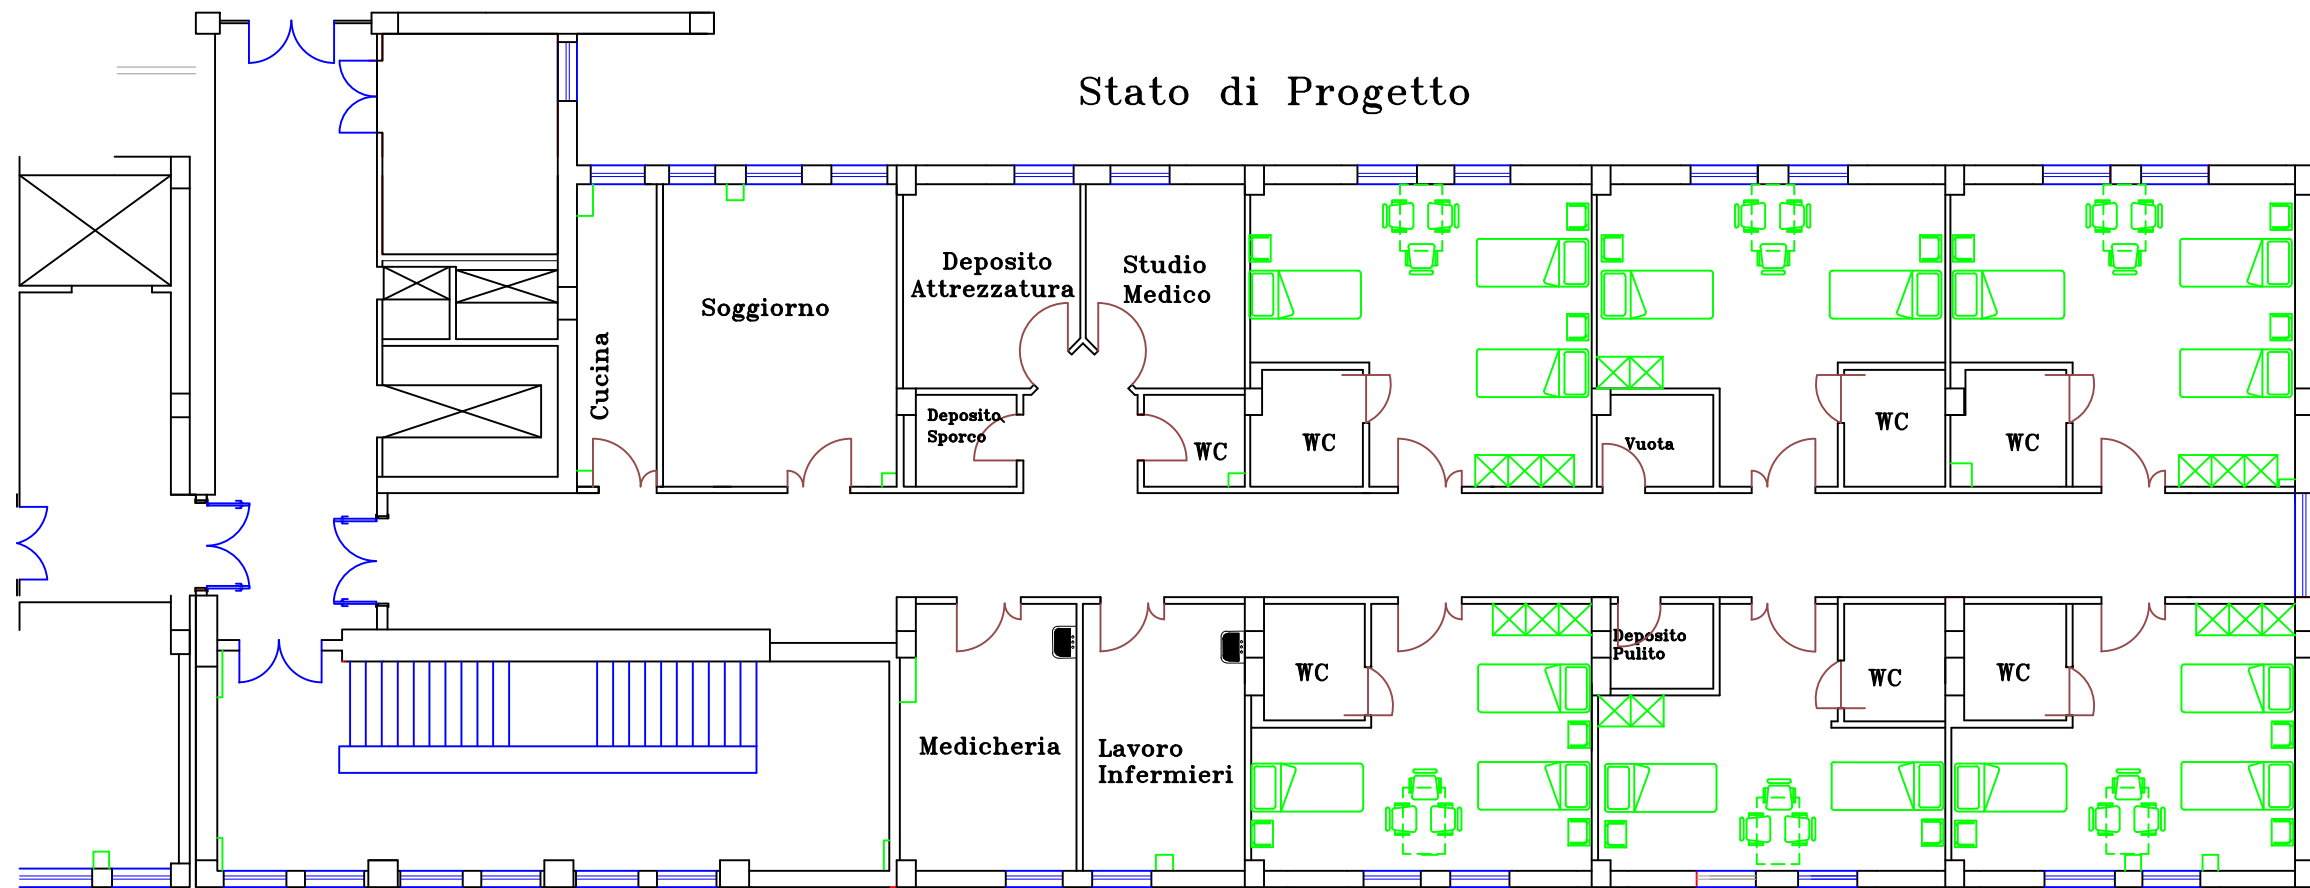 Stato di Progetto
Deposito
Attrezzatura
Studio
Medico
Soggiorno
Cucina
Deposito
Sporco
WC
WC
Vuota
WC
WC
WC
Deposito
Pulito
WC
WC
Medicheria
Lavoro
Infermieri